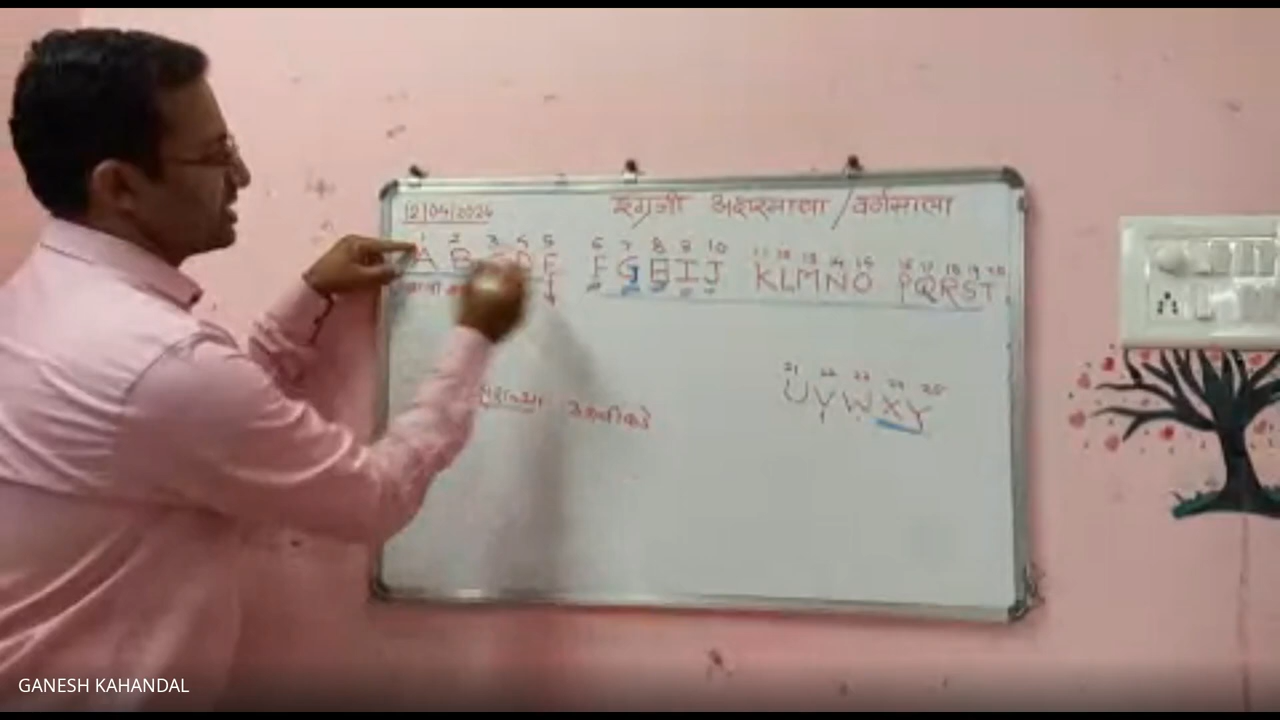 12/04/2026
इंग्रजी अक्षरमाला / वर्णमाला
1 2 3 4 5 6 7 8 9 10 11 12 13 14 15 16 17 18 19 20
A B C D E F G H I J K L M N O P Q R S T
21 22 23 24 25
U V W X Y
GANESH KAHANDAL